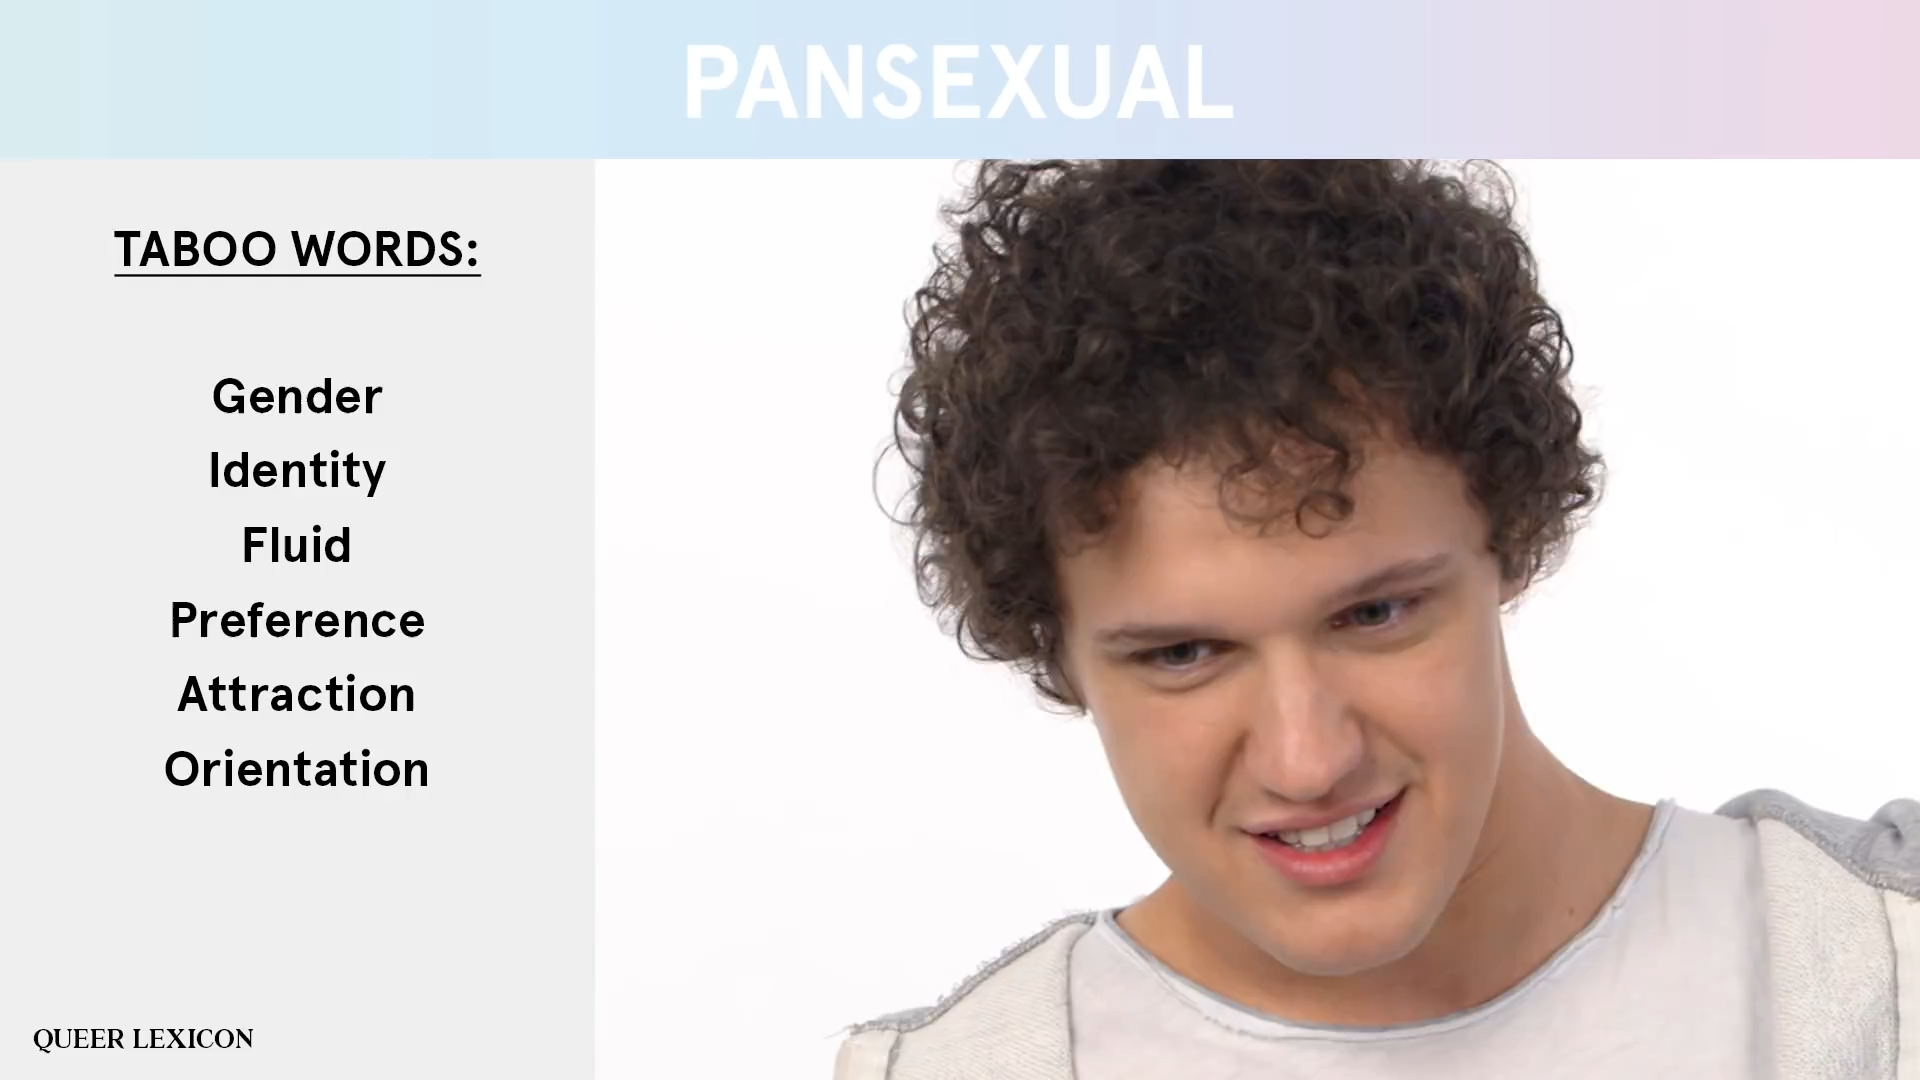 PANSEXUAL
TABOO WORDS:
Gender
Identity
Fluid
Preference
Attraction
Orientation
QUEER LEXICON